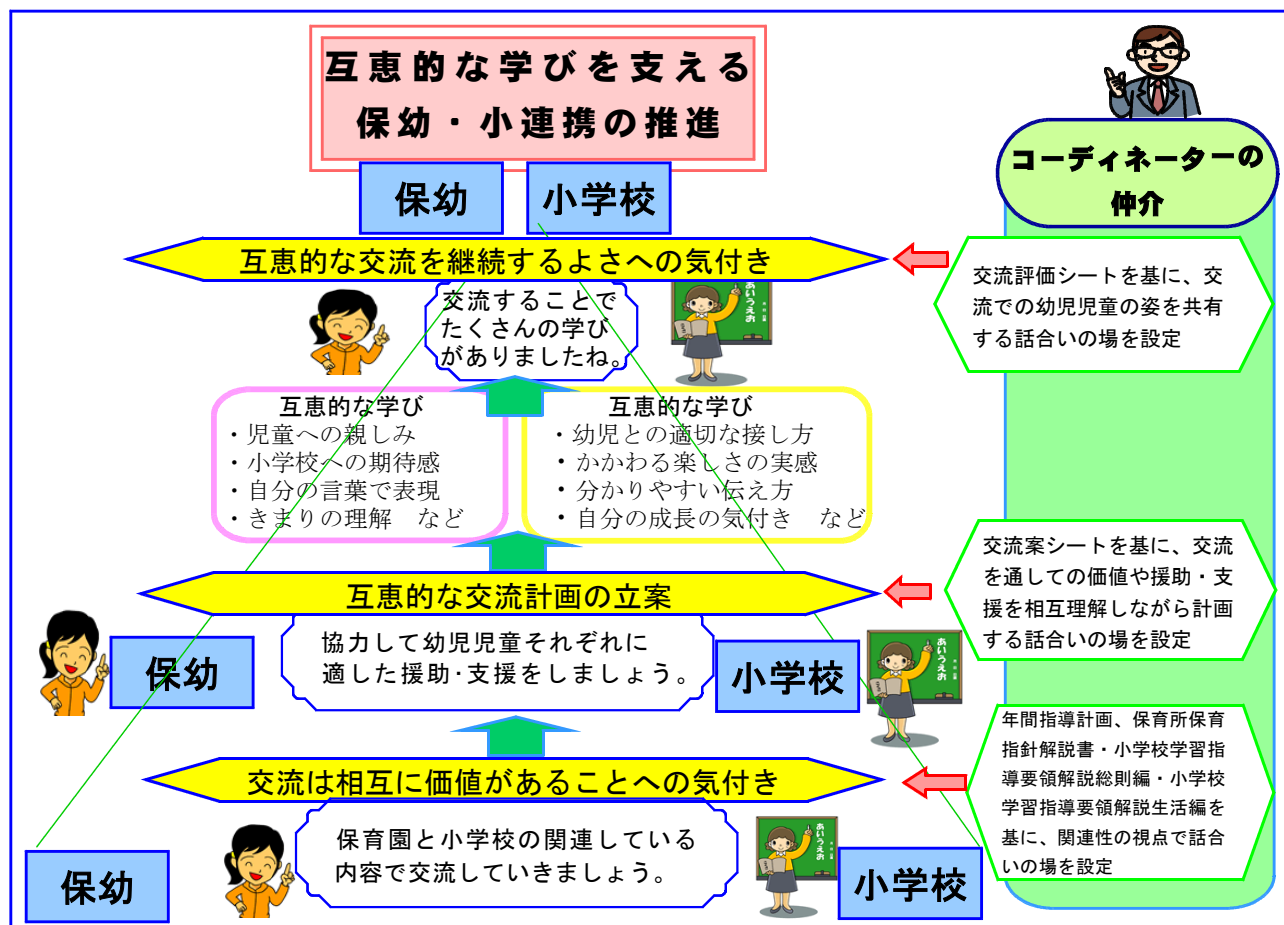 互恵的な学びを支える
保幼・小連携の推進
コーディネーターの
仲介
保幼
小学校
互恵的な交流を継続するよさへの気付き
交流評価シートを基に、交
流での幼児児童の姿を共有
する話合いの場を設定
交流することで
たくさんの学び
がありましたね。
あいうえお
互恵的な学び
・児童への親しみ
・小学校への期待感
・自分の言葉で表現
・きまりの理解 など
互恵的な学び
・幼児との適切な接し方
・かかわる楽しさの実感
・分かりやすい伝え方
・自分の成長の気付き など
互恵的な交流計画の立案
交流案シートを基に、交流
を通しての価値や援助・支
援を相互理解しながら計画
する話合いの場を設定
保幼
協力して幼児児童それぞれに
適した援助・支援をしましょう。
小学校
あいうえお
交流は相互に価値があることへの気付き
年間指導計画、保育所保育
指針解説書・小学校学習指
導要領解説総則編・小学校
学習指導要領解説生活編を
基に、関連性の視点で話合
いの場を設定
保幼
保育園と小学校の関連している
内容で交流していきましょう。
あいうえお
小学校